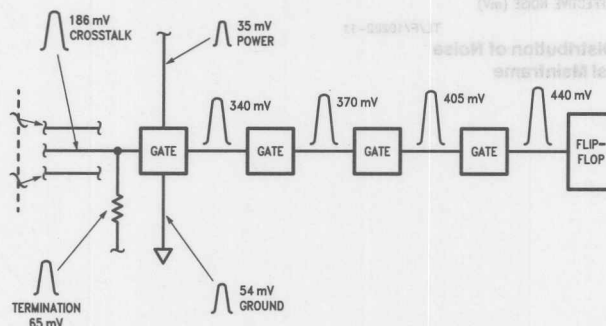 186 mV
CROSSTALK
35 mV
POWER
340 mV
370 mV
405 mV
440 mV
GATE
GATE
GATE
GATE
FLIP-
FLOP
TERMINATION
65 mV
54 mV
GROUND